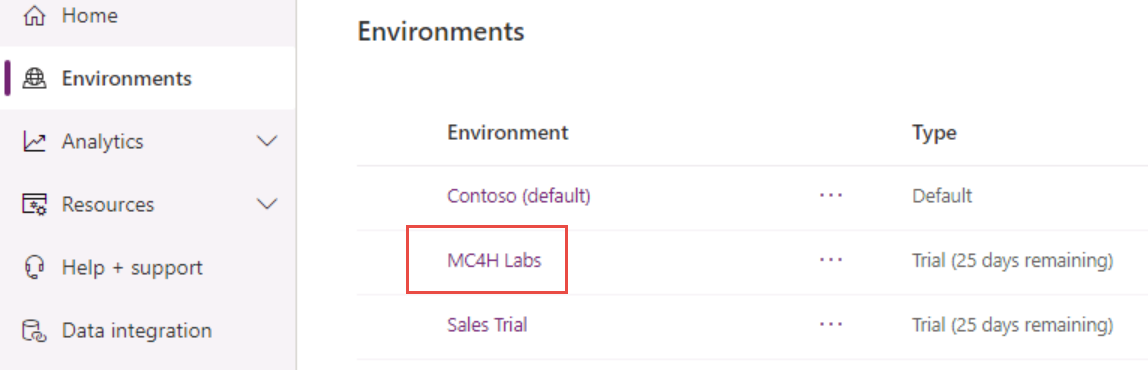 Home
Environments
Analytics
Resources
Help + support
Data integration
Environments
Environment Type
Contoso (default) ··· Default
MC4H Labs ··· Trial (25 days remaining)
Sales Trial ··· Trial (25 days remaining)